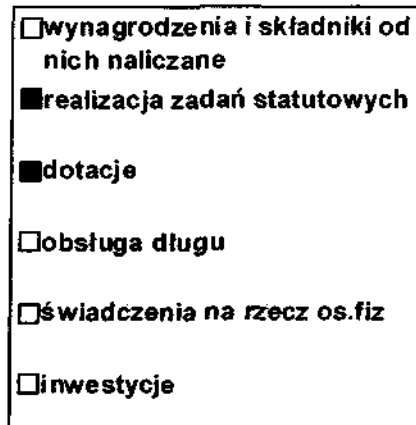 wynagrodzenia i składniki od
nich naliczane
realizacja zadań statutowych
dotacje
obsługa długu
świadczenia na rzecz os.fiz
inwestycje